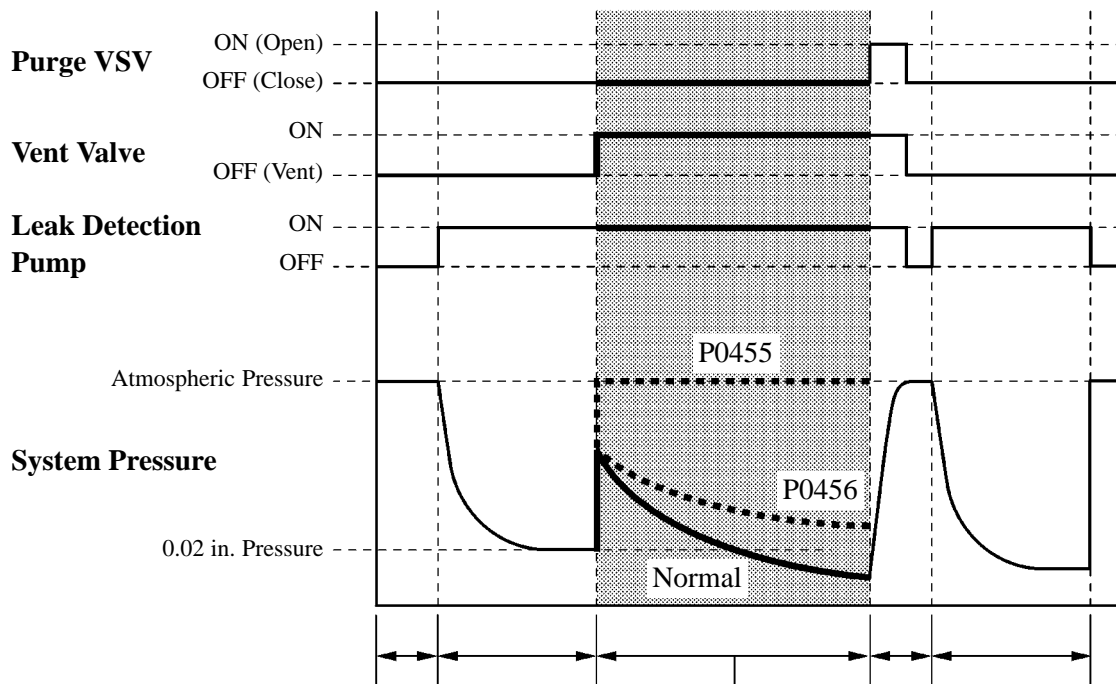 Purge VSV
ON (Open)
OFF (Close)
Vent Valve
ON
OFF (Vent)
Leak Detection
Pump
ON
OFF
Atmospheric Pressure
P0455
System Pressure
P0456
0.02 in. Pressure
Normal